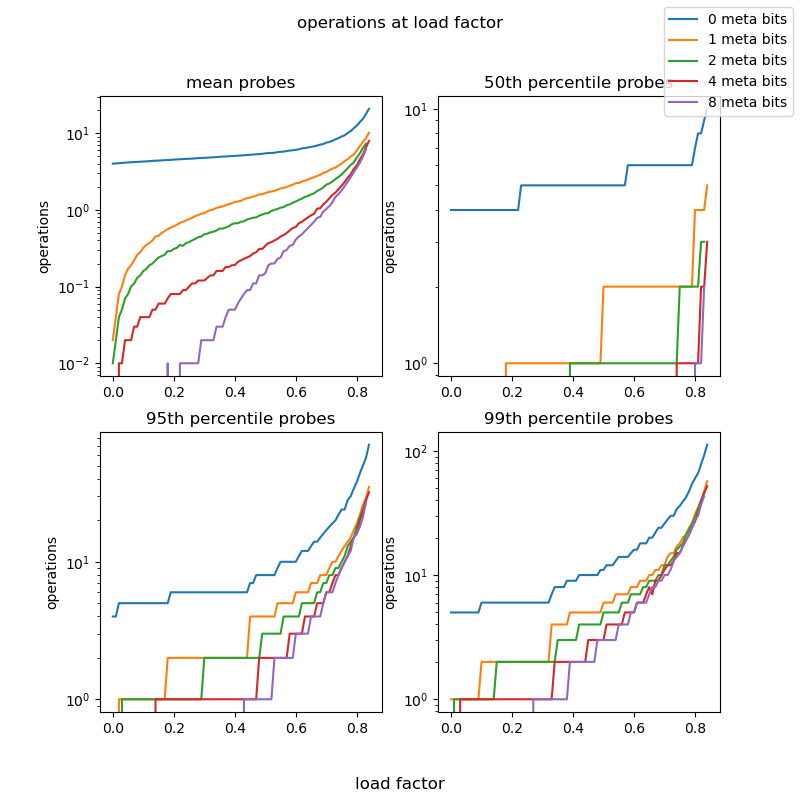 operations at load factor
0 meta bits
1 meta bits
2 meta bits
4 meta bits
8 meta bits
mean probes
50th percentile probes
operations
10¹
10⁰
10⁻¹
10⁻²
0.0 0.2 0.4 0.6 0.8
operations
10¹
10⁰
0.0 0.2 0.4 0.6 0.8
95th percentile probes
99th percentile probes
operations
10¹
10⁰
0.0 0.2 0.4 0.6 0.8
operations
10²
10¹
10⁰
0.0 0.2 0.4 0.6 0.8
load factor